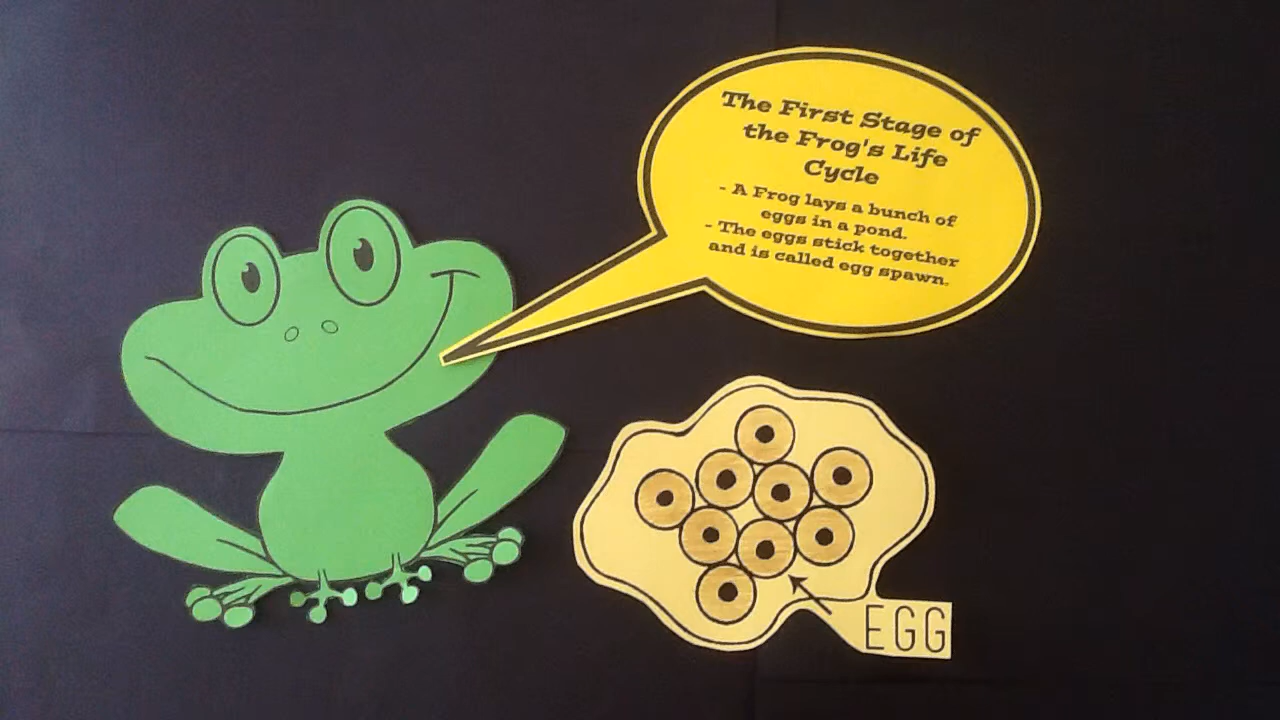 The First Stage of
the Frog's Life
Cycle
- A Frog lays a bunch of
eggs in a pond.
- The eggs stick together
and is called egg spawn.
EGG